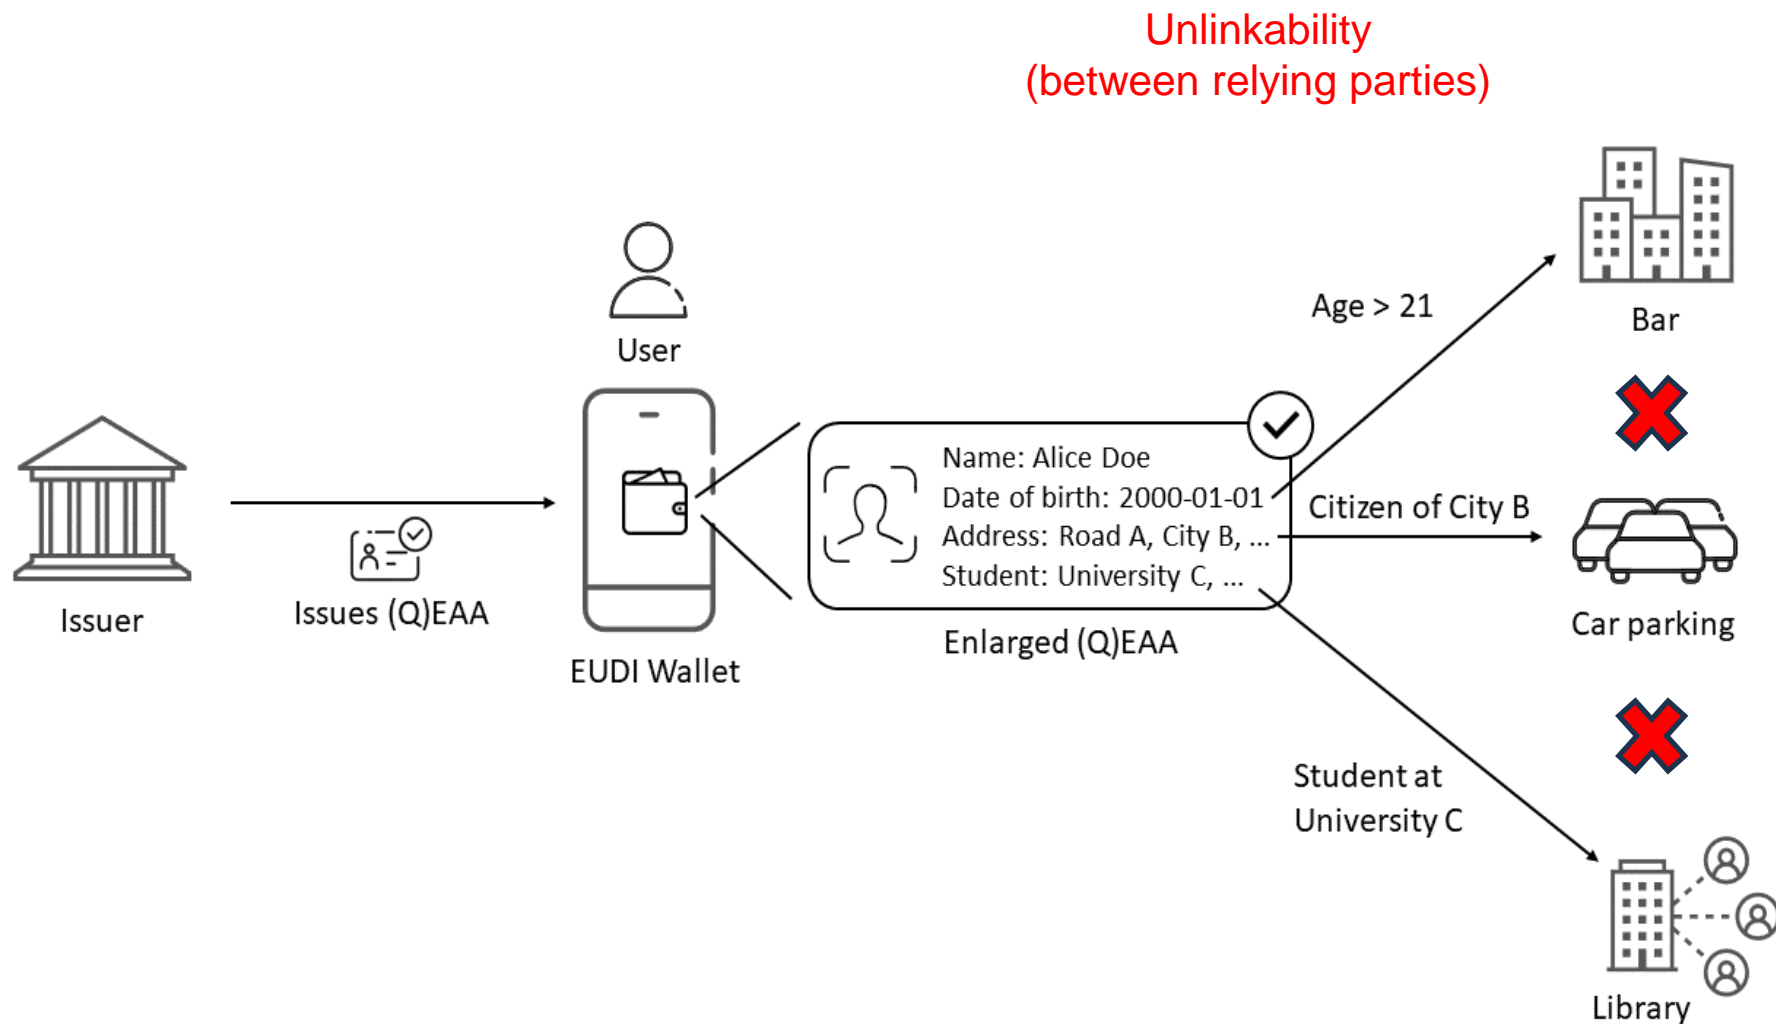 Unlinkability
(between relying parties)
User
Issuer
Issues (Q)EAA
EUDI Wallet
Name: Alice Doe
Date of birth: 2000-01-01
Address: Road A, City B, ...
Student: University C, ...
Enlarged (Q)EAA
Age > 21
Bar
Citizen of City B
Car parking
Student at
University C
Library